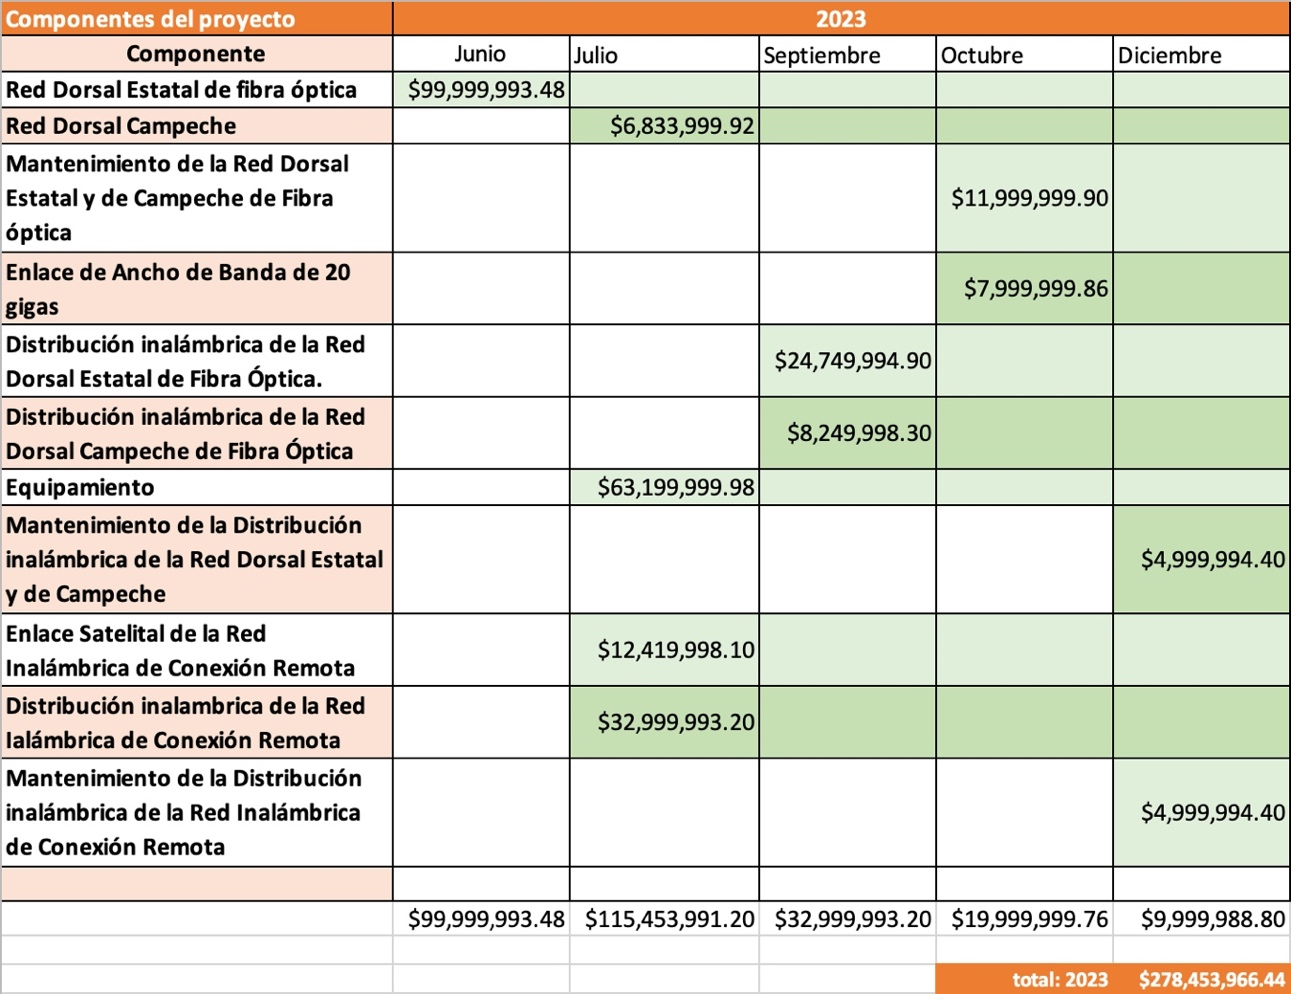 Componentes del proyecto 2023
Componente Junio Julio Septiembre Octubre Diciembre
Red Dorsal Estatal de fibra óptica $99,999,993.48
Red Dorsal Campeche $6,833,999.92
Mantenimiento de la Red Dorsal
Estatal y de Campeche de Fibra
óptica
$11,999,999.90
Enlace de Ancho de Banda de 20
gigas
$7,999,999.86
Distribución inalámbrica de la Red
Dorsal Estatal de Fibra Óptica.
$24,749,994.90
Distribución inalámbrica de la Red
Dorsal Campeche de Fibra Óptica
$8,249,998.30
Equipamiento $63,199,999.98
Mantenimiento de la Distribución
inalámbrica de la Red Dorsal Estatal
y de Campeche
$4,999,994.40
Enlace Satelital de la Red
Inalámbrica de Conexión Remota
$12,419,998.10
Distribución inalambrica de la Red
Ialámbrica de Conexión Remota
$32,999,993.20
Mantenimiento de la Distribución
inalámbrica de la Red Inalámbrica
de Conexión Remota
$4,999,994.40
$99,999,993.48 $115,453,991.20 $32,999,993.20 $19,999,999.76 $9,999,988.80
total: 2023 $278,453,966.44